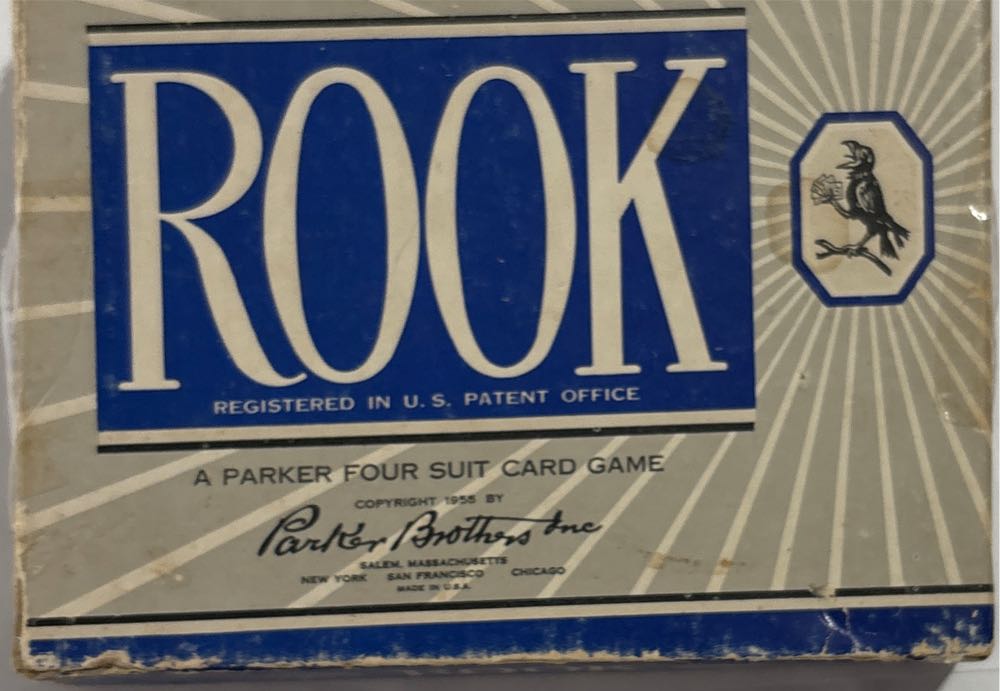 ROOK
REGISTERED IN U.S. PATENT OFFICE
A PARKER FOUR SUIT CARD GAME
COPYRIGHT 1955 BY
Parker Brothers Inc
SALEM, MASSACHUSETTS
NEW YORK SAN FRANCISCO CHICAGO
MADE IN U.S.A.